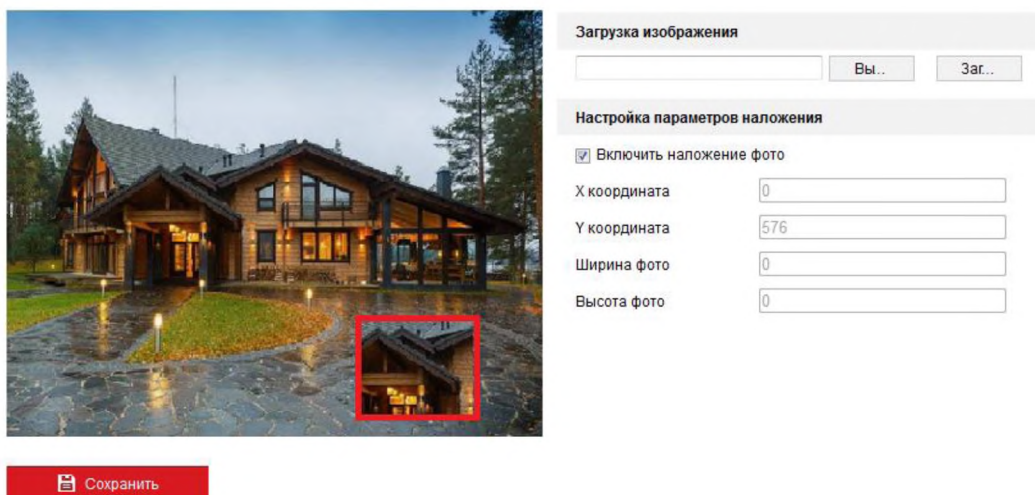 Загрузка изображения
Вы..
Заг...
Настройка параметров наложения
Включить наложение фото
X координата
0
Y координата
576
Ширина фото
0
Высота фото
0
Сохранить